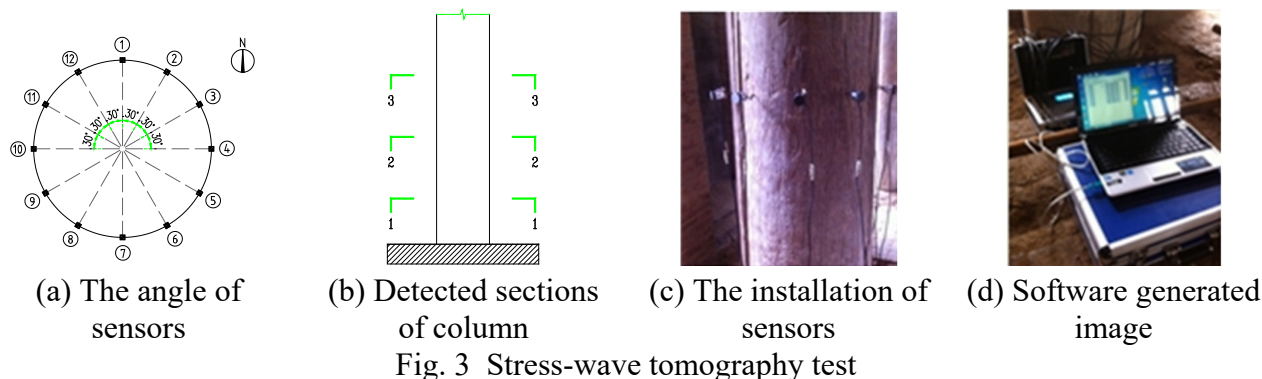 ①
②
③
④
⑤
⑥
⑦
⑧
⑨
⑩
⑪
⑫
N
30° 30° 30° 30° 30° 30°
3 3
2 2
1 1
(a) The angle of
sensors
(b) Detected sections
of column
(c) The installation of
sensors
(d) Software generated
image
Fig. 3 Stress-wave tomography test